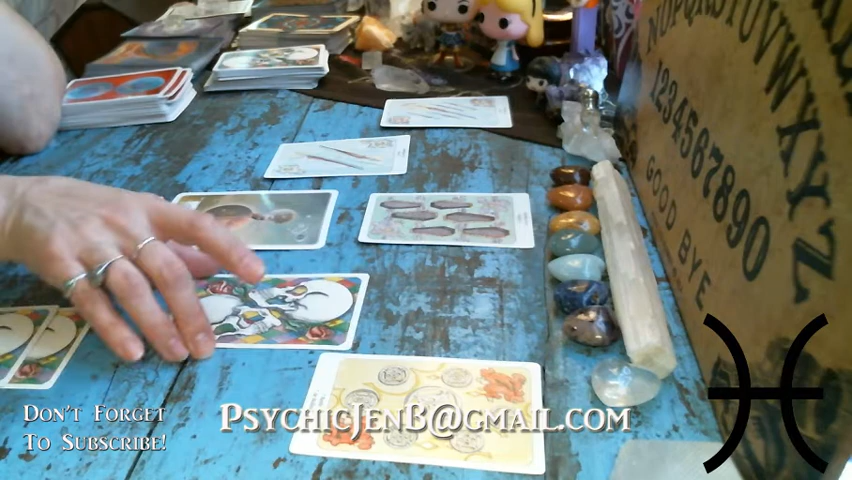 NOPQRSTUVWXYZ
1234567890
GOOD BYE
Don't Forget
To Subscribe!
PsychicJenB@gmail.com